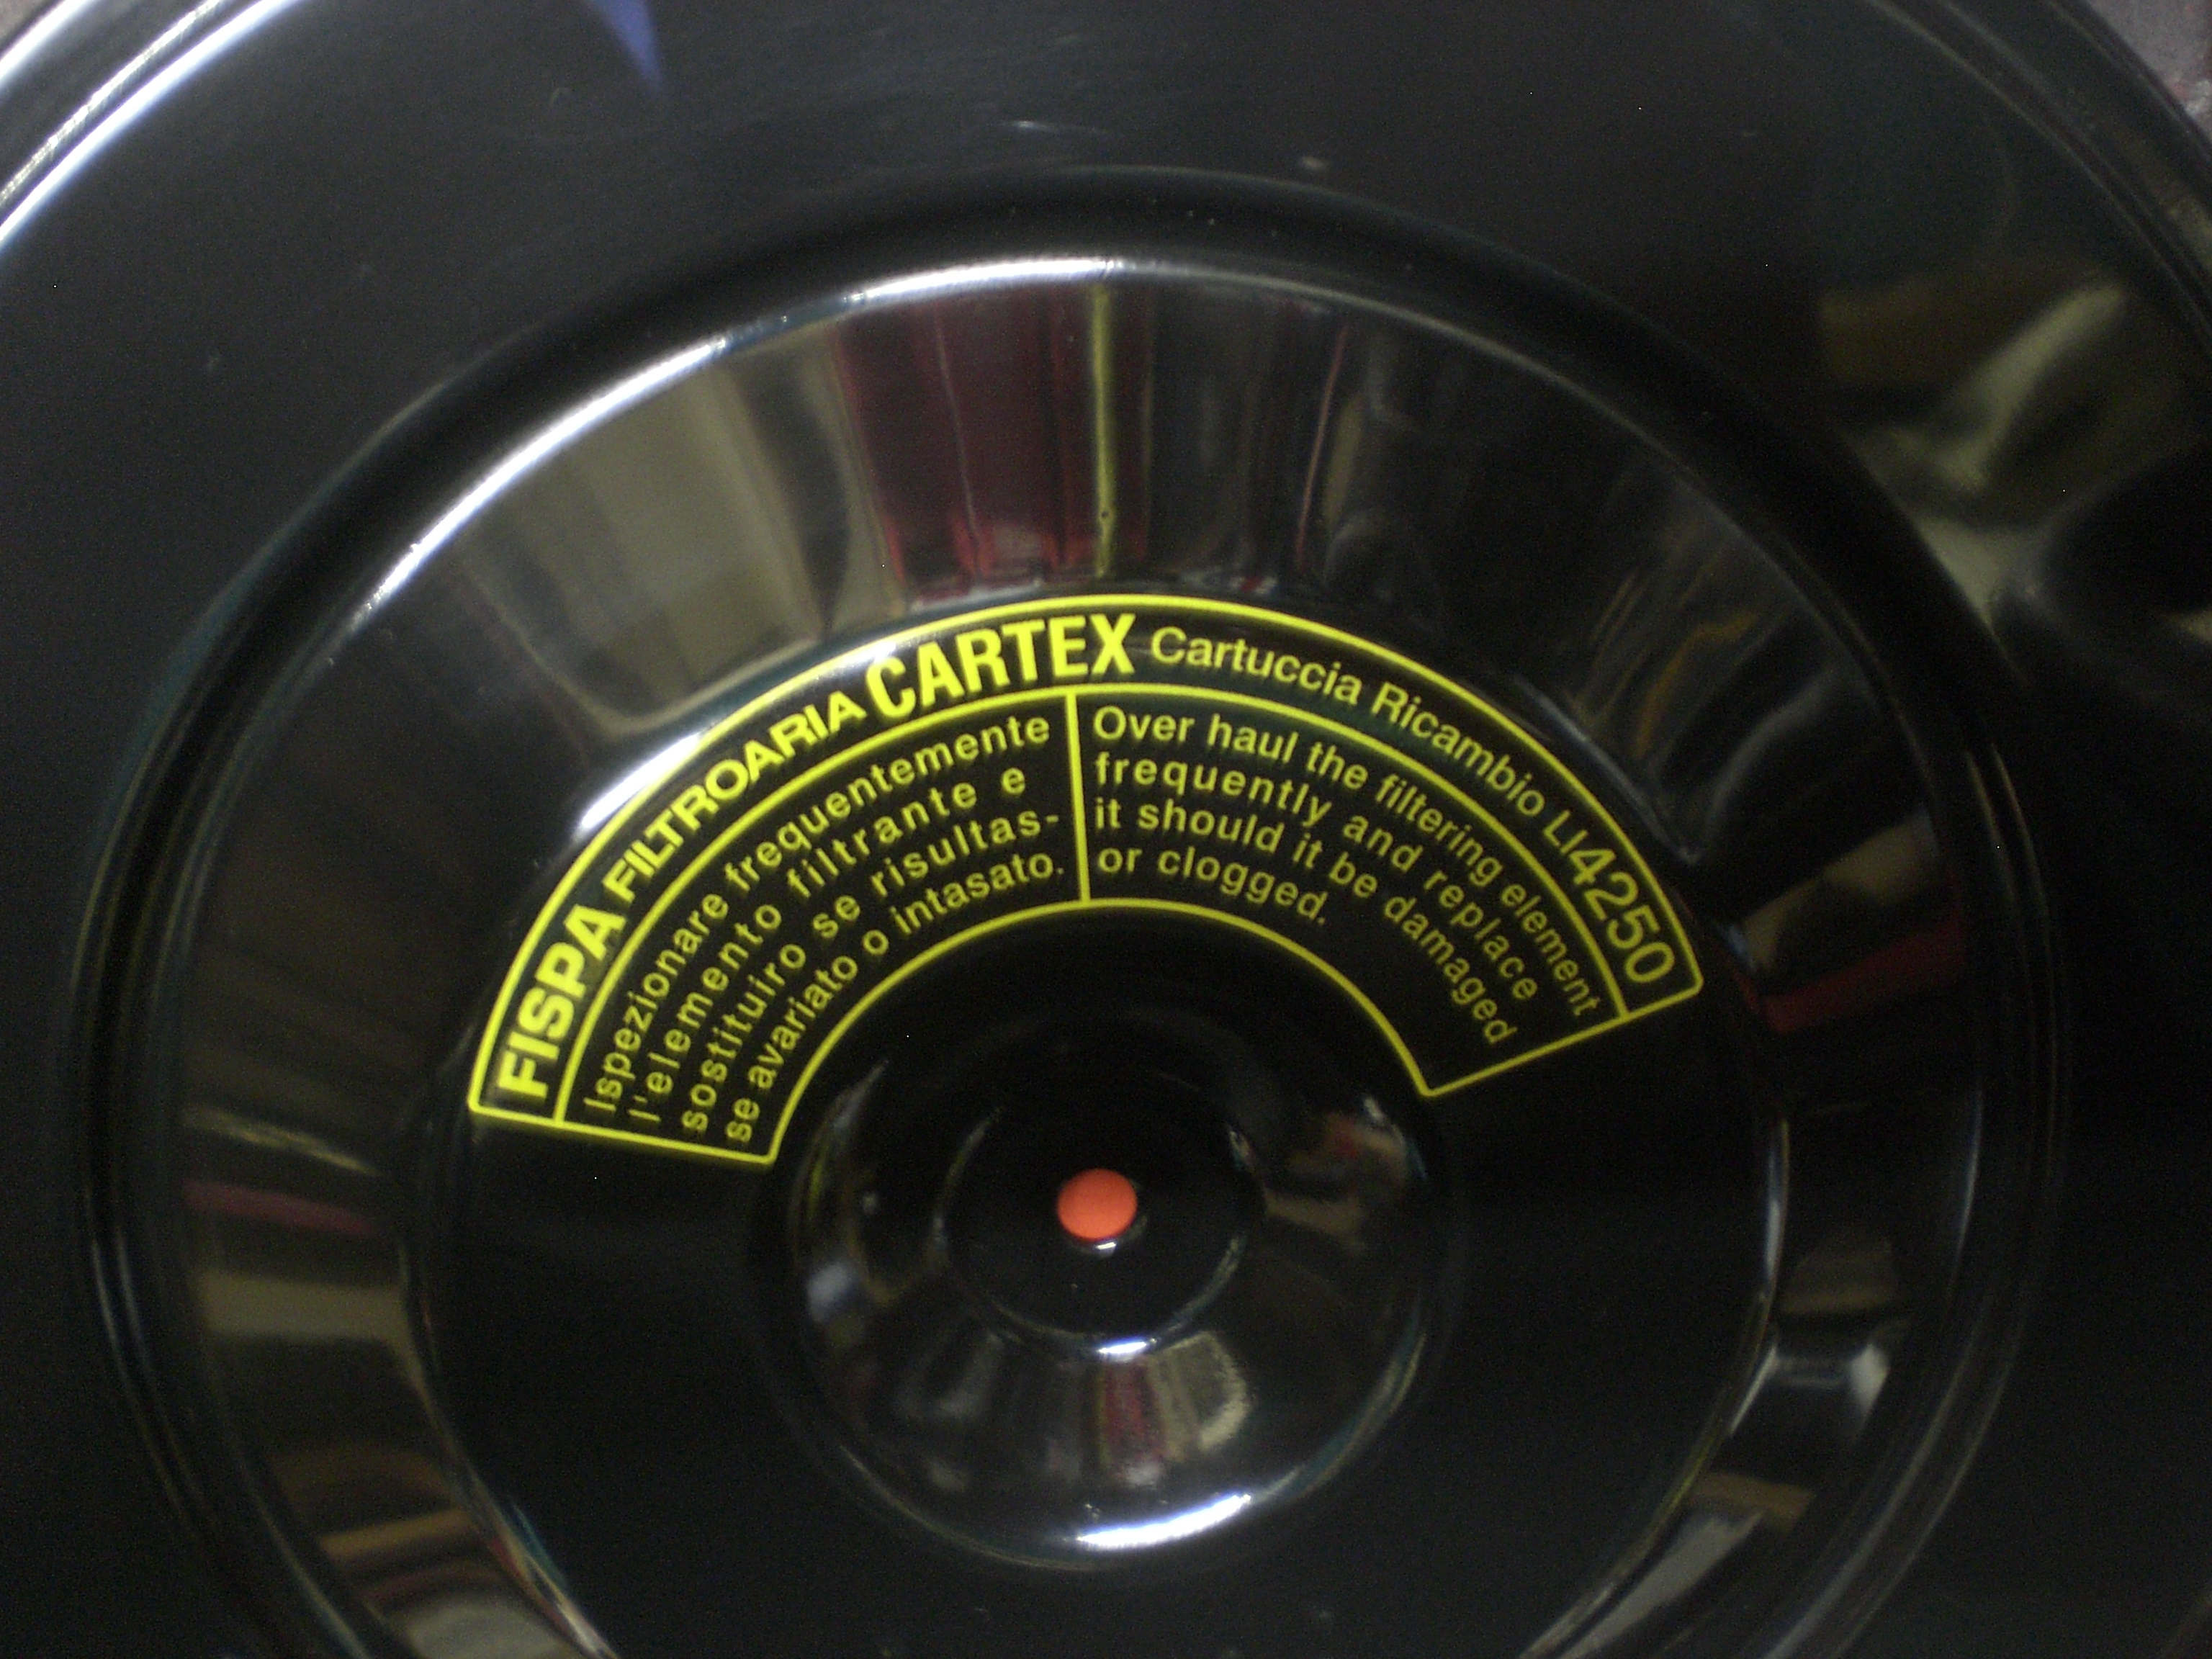 FISPA FILTROARIA CARTEX Cartuccia Ricambio LI4250
Ispezionare frequentemente
l'elemento filtrante e
sostituiro se risultas-
se avariato o intasato.
Over haul the filtering element
frequently and replace
it should it be damaged
or clogged.